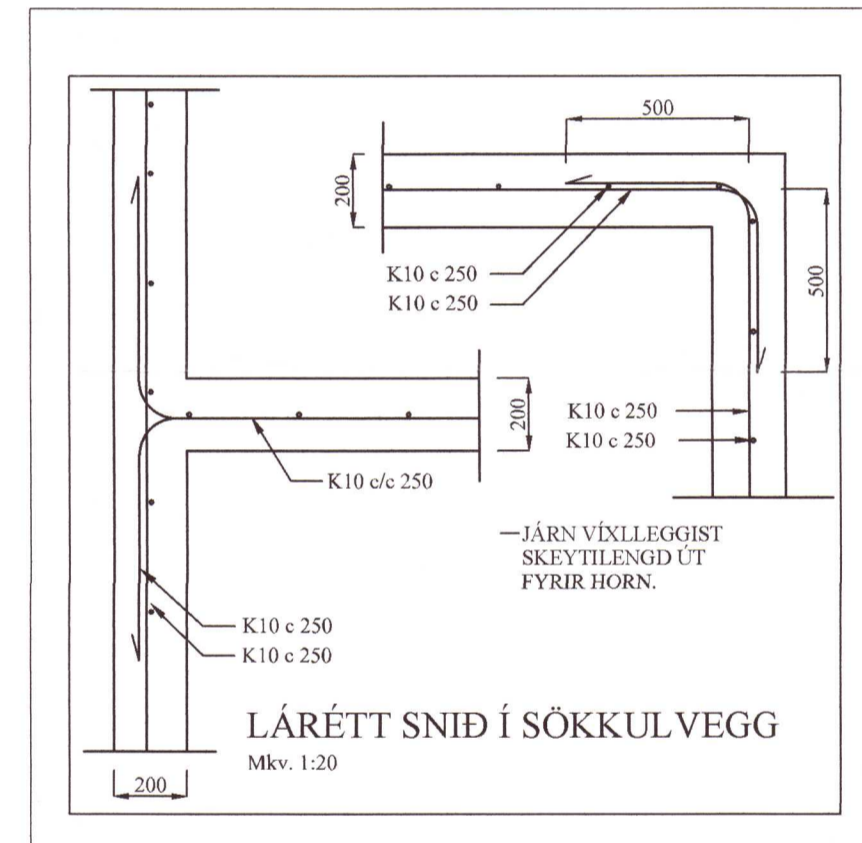 500
200
500
K10 c 250
K10 c 250
200
K10 c 250
K10 c 250
K10 c/c 250
—JÁRN VÍXLLEGGIST
SKEYTILENGD ÚT
FYRIR HORN.
K10 c 250
K10 c 250
LÁRÉTT SNIÐ Í SÖKKULVEGG
Mkv. 1:20
200